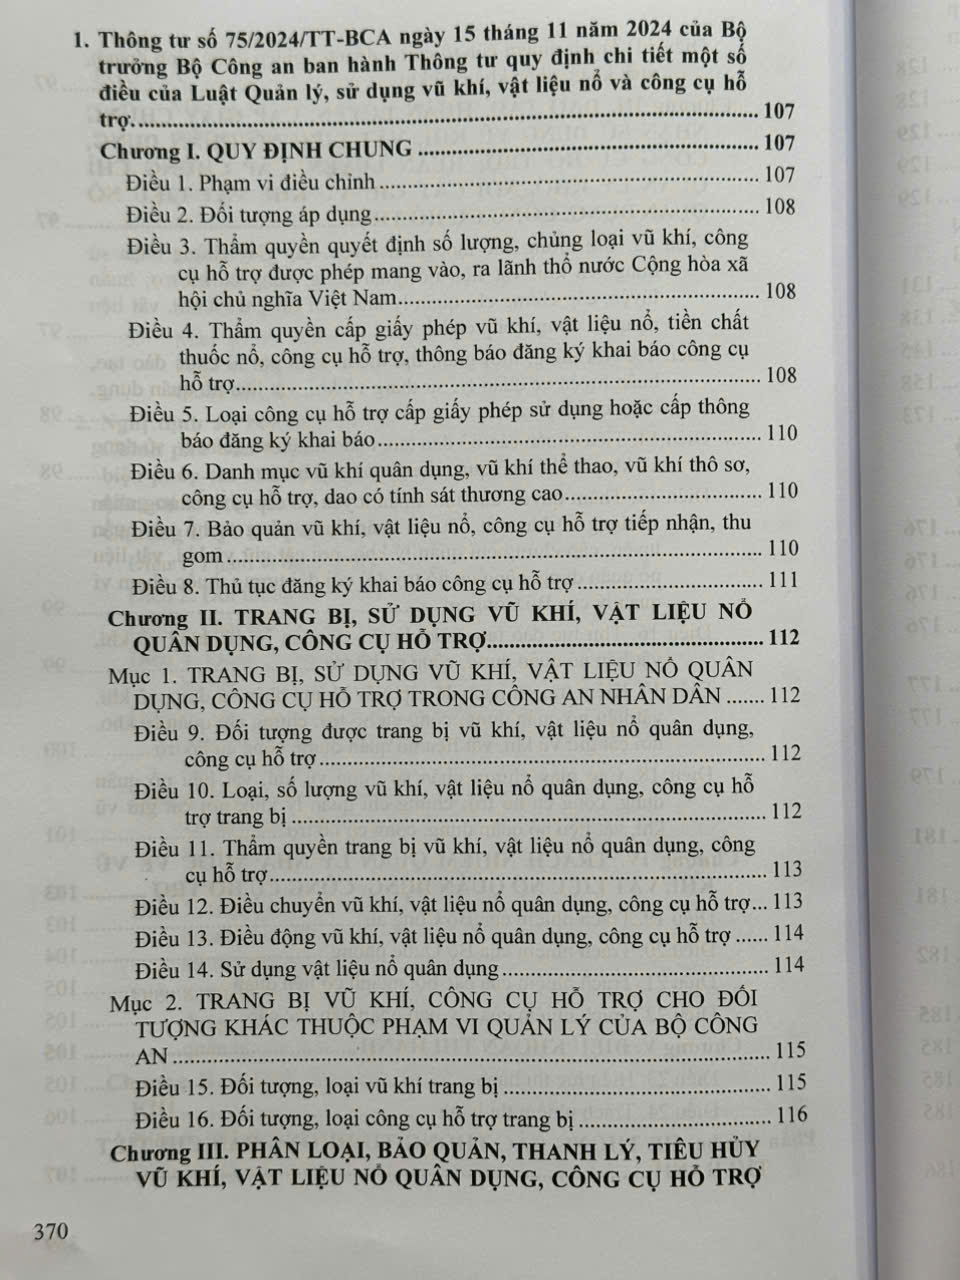 1. Thông tư số 75/2024/TT-BCA ngày 15 tháng 11 năm 2024 của Bộ
trưởng Bộ Công an ban hành Thông tư quy định chi tiết một số
điều của Luật Quản lý, sử dụng vũ khí, vật liệu nổ và công cụ hỗ
trợ.......... 107
Chương I. QUY ĐỊNH CHUNG .......... 107
Điều 1. Phạm vi điều chỉnh .......... 107
Điều 2. Đối tượng áp dụng .......... 108
Điều 3. Thẩm quyền quyết định số lượng, chủng loại vũ khí, công
cụ hỗ trợ được phép mang vào, ra lãnh thổ nước Cộng hòa xã
hội chủ nghĩa Việt Nam .......... 108
Điều 4. Thẩm quyền cấp giấy phép vũ khí, vật liệu nổ, tiền chất
thuốc nổ, công cụ hỗ trợ, thông báo đăng ký khai báo công cụ
hỗ trợ .......... 108
Điều 5. Loại công cụ hỗ trợ cấp giấy phép sử dụng hoặc cấp thông
báo đăng ký khai báo .......... 110
Điều 6. Danh mục vũ khí quân dụng, vũ khí thể thao, vũ khí thô sơ,
công cụ hỗ trợ, dao có tính sát thương cao .......... 110
Điều 7. Bảo quản vũ khí, vật liệu nổ, công cụ hỗ trợ tiếp nhận, thu
gom .......... 110
Điều 8. Thủ tục đăng ký khai báo công cụ hỗ trợ .......... 111
Chương II. TRANG BỊ, SỬ DỤNG VŨ KHÍ, VẬT LIỆU NỔ
QUÂN DỤNG, CÔNG CỤ HỖ TRỢ .......... 112
Mục 1. TRANG BỊ, SỬ DỤNG VŨ KHÍ, VẬT LIỆU NỔ QUÂN
DỤNG, CÔNG CỤ HỖ TRỢ TRONG CÔNG AN NHÂN DÂN ....... 112
Điều 9. Đối tượng được trang bị vũ khí, vật liệu nổ quân dụng,
công cụ hỗ trợ .......... 112
Điều 10. Loại, số lượng vũ khí, vật liệu nổ quân dụng, công cụ hỗ
trợ trang bị .......... 112
Điều 11. Thẩm quyền trang bị vũ khí, vật liệu nổ quân dụng, công
cụ hỗ trợ .......... 113
Điều 12. Điều chuyển vũ khí, vật liệu nổ quân dụng, công cụ hỗ trợ... 113
Điều 13. Điều động vũ khí, vật liệu nổ quân dụng, công cụ hỗ trợ ...... 114
Điều 14. Sử dụng vật liệu nổ quân dụng .......... 114
Mục 2. TRANG BỊ VŨ KHÍ, CÔNG CỤ HỖ TRỢ CHO ĐỐI
TƯỢNG KHÁC THUỘC PHẠM VI QUẢN LÝ CỦA BỘ CÔNG
AN .......... 115
Điều 15. Đối tượng, loại vũ khí trang bị .......... 115
Điều 16. Đối tượng, loại công cụ hỗ trợ trang bị .......... 116
Chương III. PHÂN LOẠI, BẢO QUẢN, THANH LÝ, TIÊU HỦY
VŨ KHÍ, VẬT LIỆU NỔ QUÂN DỤNG, CÔNG CỤ HỖ TRỢ
370